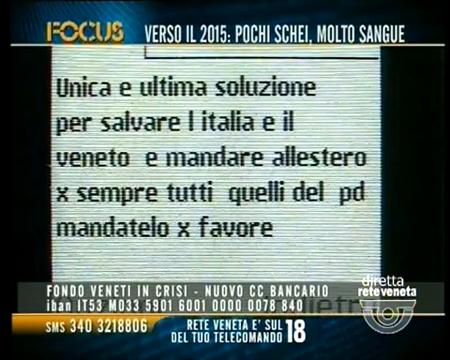 FOCUS
VERSO IL 2015: POCHI SCHEI, MOLTO SANGUE
Unica e ultima soluzione
per salvare l italia e il
veneto e mandare allestero
x sempre tutti quelli del pd
mandatelo x favore
FONDO VENETI IN CRISI - NUOVO CC BANCARIO
iban IT53 M033 5901 6001 0000 0078 840
diretta
reteveneta
SMS 340 3218806
RETE VENETA E' SUL
DEL TUO TELECOMANDO 18